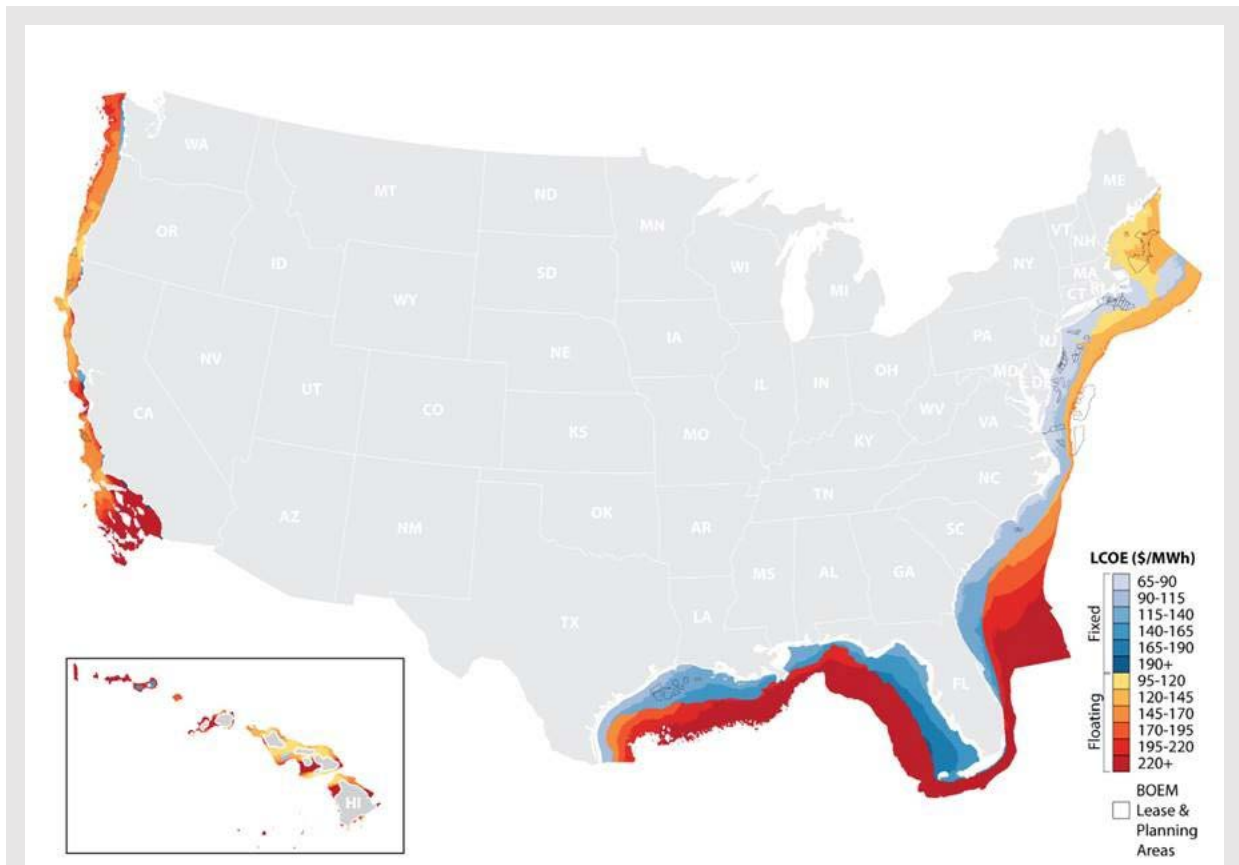 WA
MT
ND
MN
ME
OR
ID
SD
WI
VT
NH
NY
MA
WY
MI
CT
RI
IA
PA
NJ
NE
NV
OH
MD
DE
UT
IL
IN
CA
CO
WV
VA
KS
MO
KY
NC
TN
AZ
OK
NM
AR
SC
MS
AL
GA
TX
LA
FL
HI
LCOE ($/MWh)
Fixed
65-90
90-115
115-140
140-165
165-190
190+
Floating
95-120
120-145
145-170
170-195
195-220
220+
BOEM
Lease &
Planning
Areas